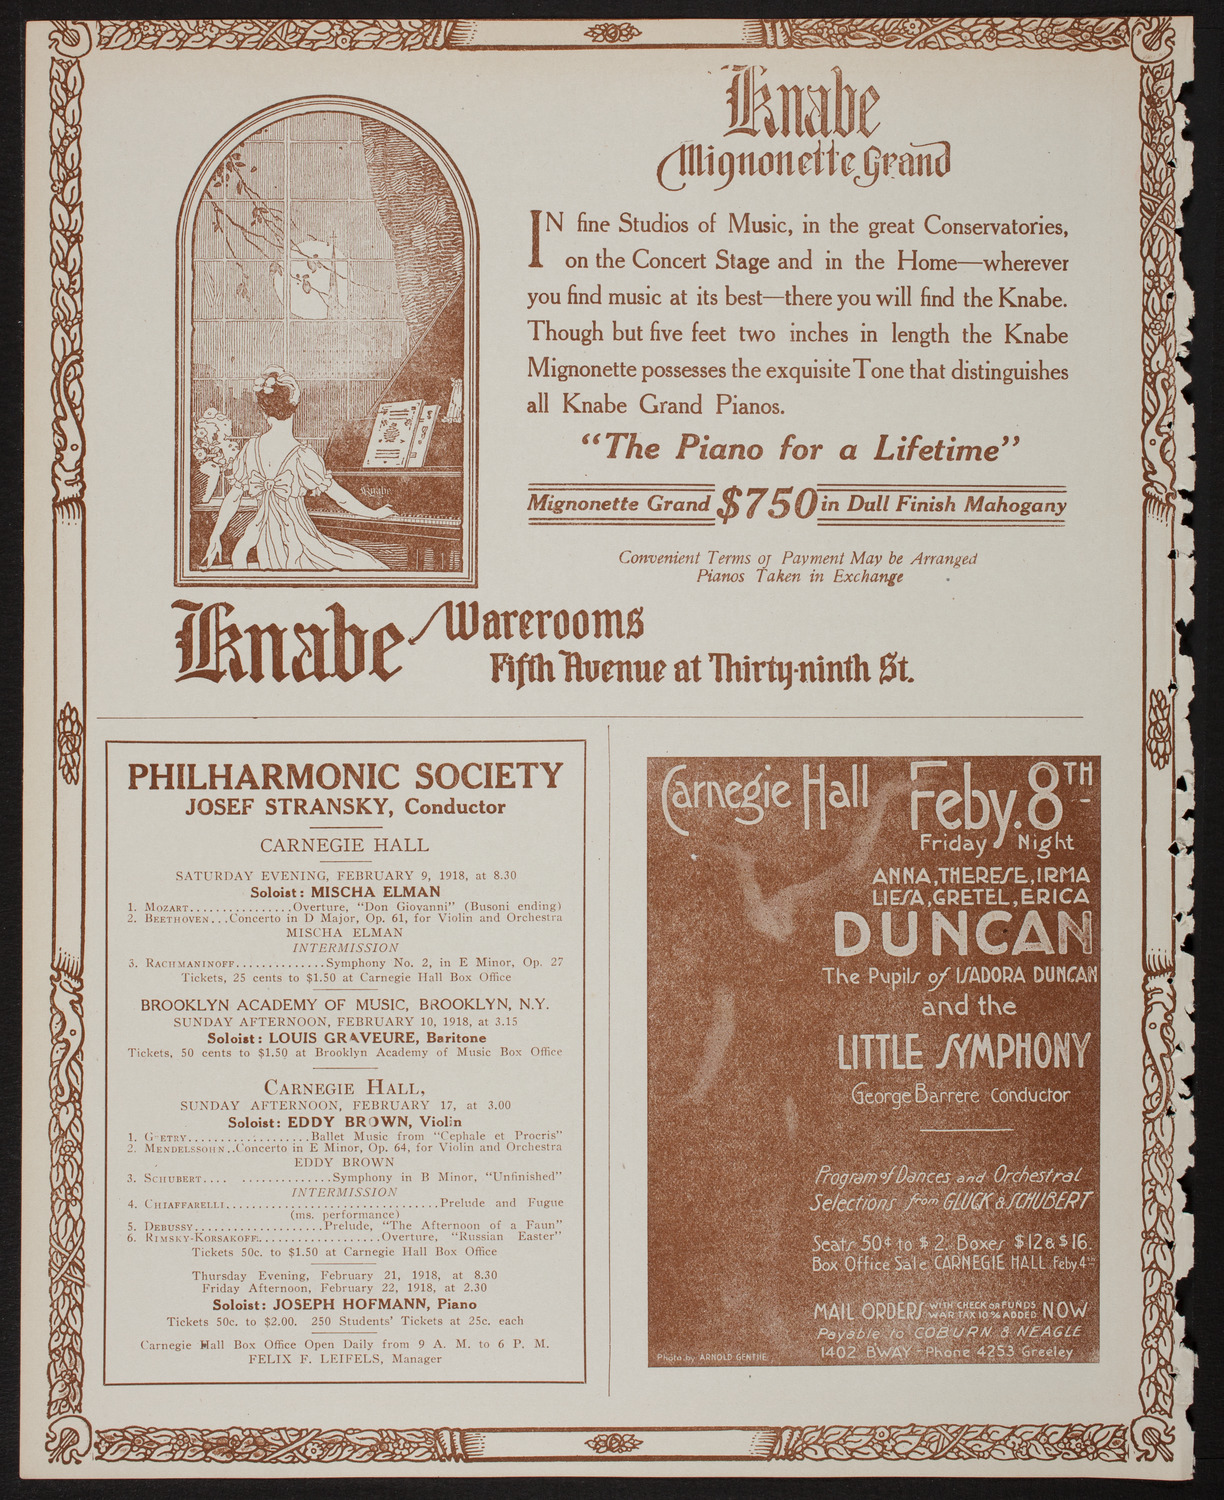 Knabe
Mignonette Grand
IN fine Studios of Music, in the great Conservatories,
on the Concert Stage and in the Home—wherever
you find music at its best—there you will find the Knabe.
Though but five feet two inches in length the Knabe
Mignonette possesses the exquisite Tone that distinguishes
all Knabe Grand Pianos.
"The Piano for a Lifetime"
Mignonette Grand $750 in Dull Finish Mahogany
Convenient Terms of Payment May be Arranged
Pianos Taken in Exchange
Knabe
Knabe Warerooms
Fifth Avenue at Thirty-ninth St.
PHILHARMONIC SOCIETY
JOSEF STRANSKY, Conductor
CARNEGIE HALL
SATURDAY EVENING, FEBRUARY 9, 1918, at 8.30
Soloist: MISCHA ELMAN
1. MOZART...............Overture, "Don Giovanni" (Busoni ending)
2. BEETHOVEN...Concerto in D Major, Op. 61, for Violin and Orchestra
MISCHA ELMAN
INTERMISSION
3. RACHMANINOFF..............Symphony No. 2, in E Minor, Op. 27
Tickets, 25 cents to $1.50 at Carnegie Hall Box Office
BROOKLYN ACADEMY OF MUSIC, BROOKLYN, N.Y.
SUNDAY AFTERNOON, FEBRUARY 10, 1918, at 3.15
Soloist: LOUIS GRAVEURE, Baritone
Tickets, 50 cents to $1.50 at Brooklyn Academy of Music Box Office
CARNEGIE HALL,
SUNDAY AFTERNOON, FEBRUARY 17, at 3.00
Soloist: EDDY BROWN, Violin
1. G ETRY...................Ballet Music from "Cephale et Procris"
2. MENDELSSOHN..Concerto in E Minor, Op. 64, for Violin and Orchestra
EDDY BROWN
3. SCHUBERT.... ..............Symphony in B Minor, "Unfinished"
INTERMISSION
4. CHIAFFARELLI................................Prelude and Fugue
(ms. performance)
5. DEBUSSY....................Prelude, "The Afternoon of a Faun"
6. RIMSKY-KORSAKOFF...................Overture, "Russian Easter"
Tickets 50c. to $1.50 at Carnegie Hall Box Office
Thursday Evening, February 21, 1918, at 8.30
Friday Afternoon, February 22, 1918, at 2.30
Soloist: JOSEPH HOFMANN, Piano
Tickets 50c. to $2.00. 250 Students' Tickets at 25c. each
Carnegie Hall Box Office Open Daily from 9 A. M. to 6 P. M.
FELIX F. LEIFELS, Manager
Carnegie Hall Feby. 8TH
Friday Night
ANNA, THERESE, IRMA
LIESA, GRETEL, ERICA
DUNCAN
The Pupils of ISADORA DUNCAN
and the
LITTLE SYMPHONY
George Barrere Conductor
Program of Dances and Orchestral
Selections from GLUCK & SCHUBERT
Seats 50¢ to $2. Boxes $12 & $16.
Box Office Sale CARNEGIE HALL Feby 4TH
MAIL ORDERS WITH CHECK OR FUNDS WAR TAX 10% ADDED NOW
Payable to COBURN & NEAGLE
1402 B'WAY - Phone 4253 Greeley
Photo by ARNOLD GENTHE